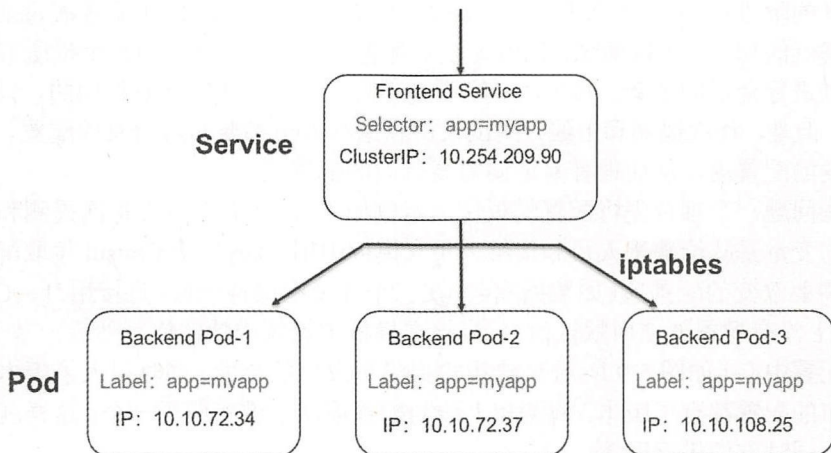 Frontend Service
Selector: app=myapp
Service
ClusterIP: 10.254.209.90
iptables
Backend Pod-1
Backend Pod-2
Backend Pod-3
Pod
Label: app=myapp
Label: app=myapp
Label: app=myapp
IP: 10.10.72.34
IP: 10.10.72.37
IP: 10.10.108.25